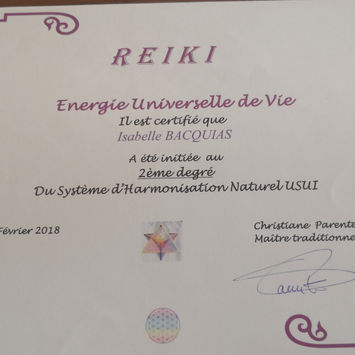 REIKI
Energie Universelle de Vie
Il est certifié que
Isabelle BACQUIAS
A été initiée au
2ème degré
Du Système d'Harmonisation Naturel USUI
Février 2018
Christiane Parente
Maître traditionne